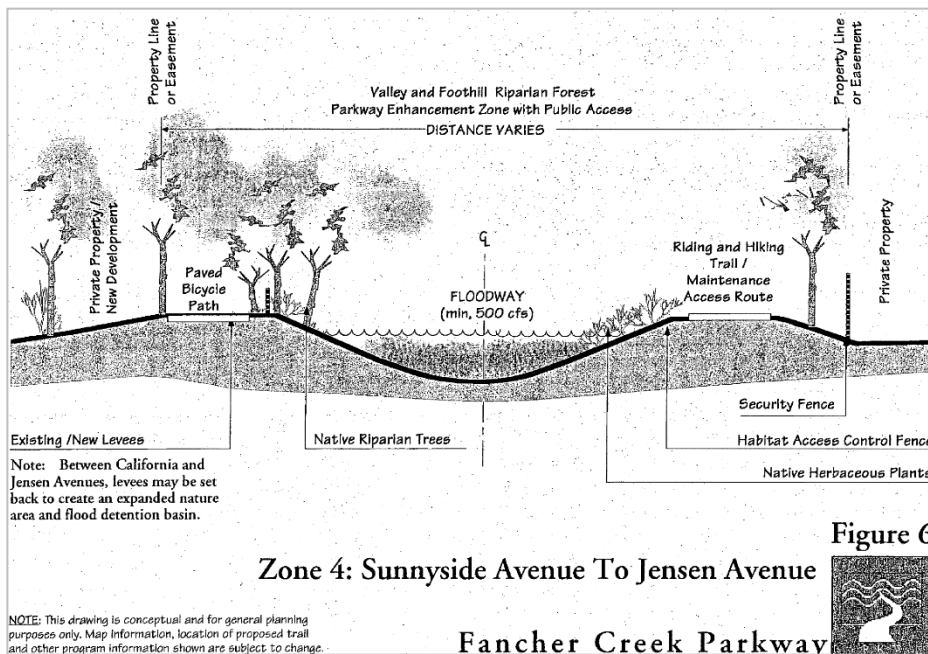 Property Line
or Easement
Valley and Foothill Riparian Forest
Parkway Enhancement Zone with Public Access
DISTANCE VARIES
Property Line
or Easement
Private Property /
New Development
Paved
Bicycle
Path
℄
FLOODWAY
(min. 500 cfs)
Riding and Hiking
Trail /
Maintenance
Access Route
Private Property
Security Fence
Existing /New Levees
Native Riparian Trees
Habitat Access Control Fence
Native Herbaceous Plants
Note: Between California and
Jensen Avenues, levees may be set
back to create an expanded nature
area and flood detention basin.
Figure 6
Zone 4: Sunnyside Avenue To Jensen Avenue
NOTE: This drawing is conceptual and for general planning
purposes only. Map information, location of proposed trail
and other program information shown are subject to change.
Fancher Creek Parkway